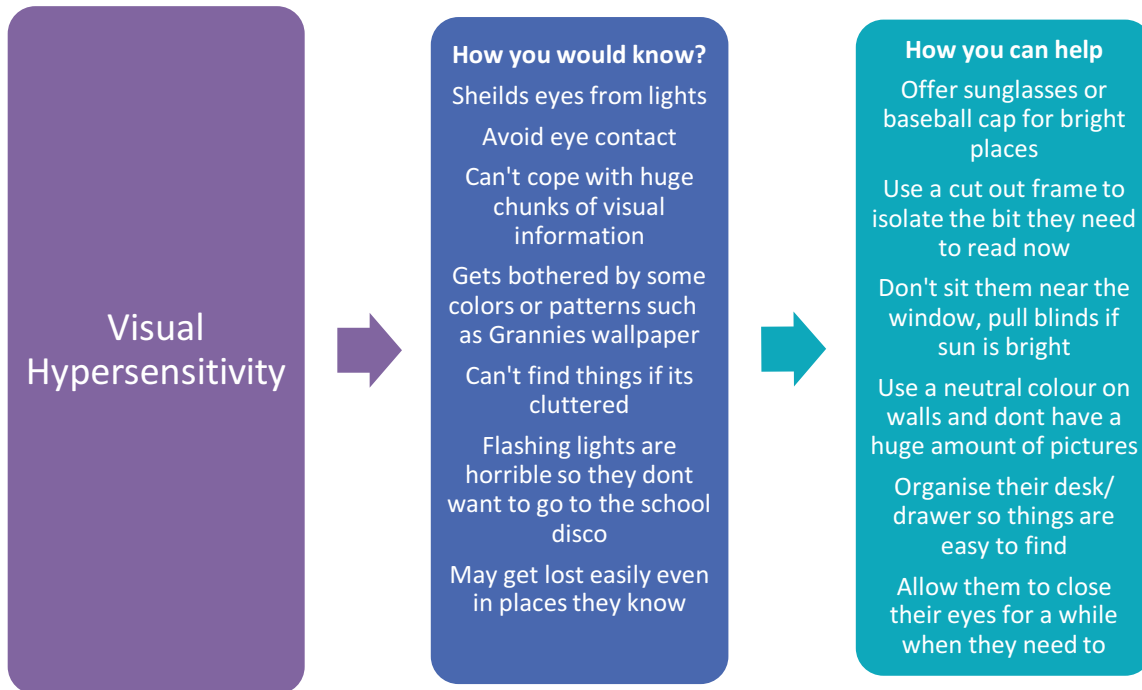 Visual
Hypersensitivity
How you would know?
Sheilds eyes from lights
Avoid eye contact
Can't cope with huge
chunks of visual
information
Gets bothered by some
colors or patterns such
as Grannies wallpaper
Can't find things if its
cluttered
Flashing lights are
horrible so they dont
want to go to the school
disco
May get lost easily even
in places they know
How you can help
Offer sunglasses or
baseball cap for bright
places
Use a cut out frame to
isolate the bit they need
to read now
Don't sit them near the
window, pull blinds if
sun is bright
Use a neutral colour on
walls and dont have a
huge amount of pictures
Organise their desk/
drawer so things are
easy to find
Allow them to close
their eyes for a while
when they need to